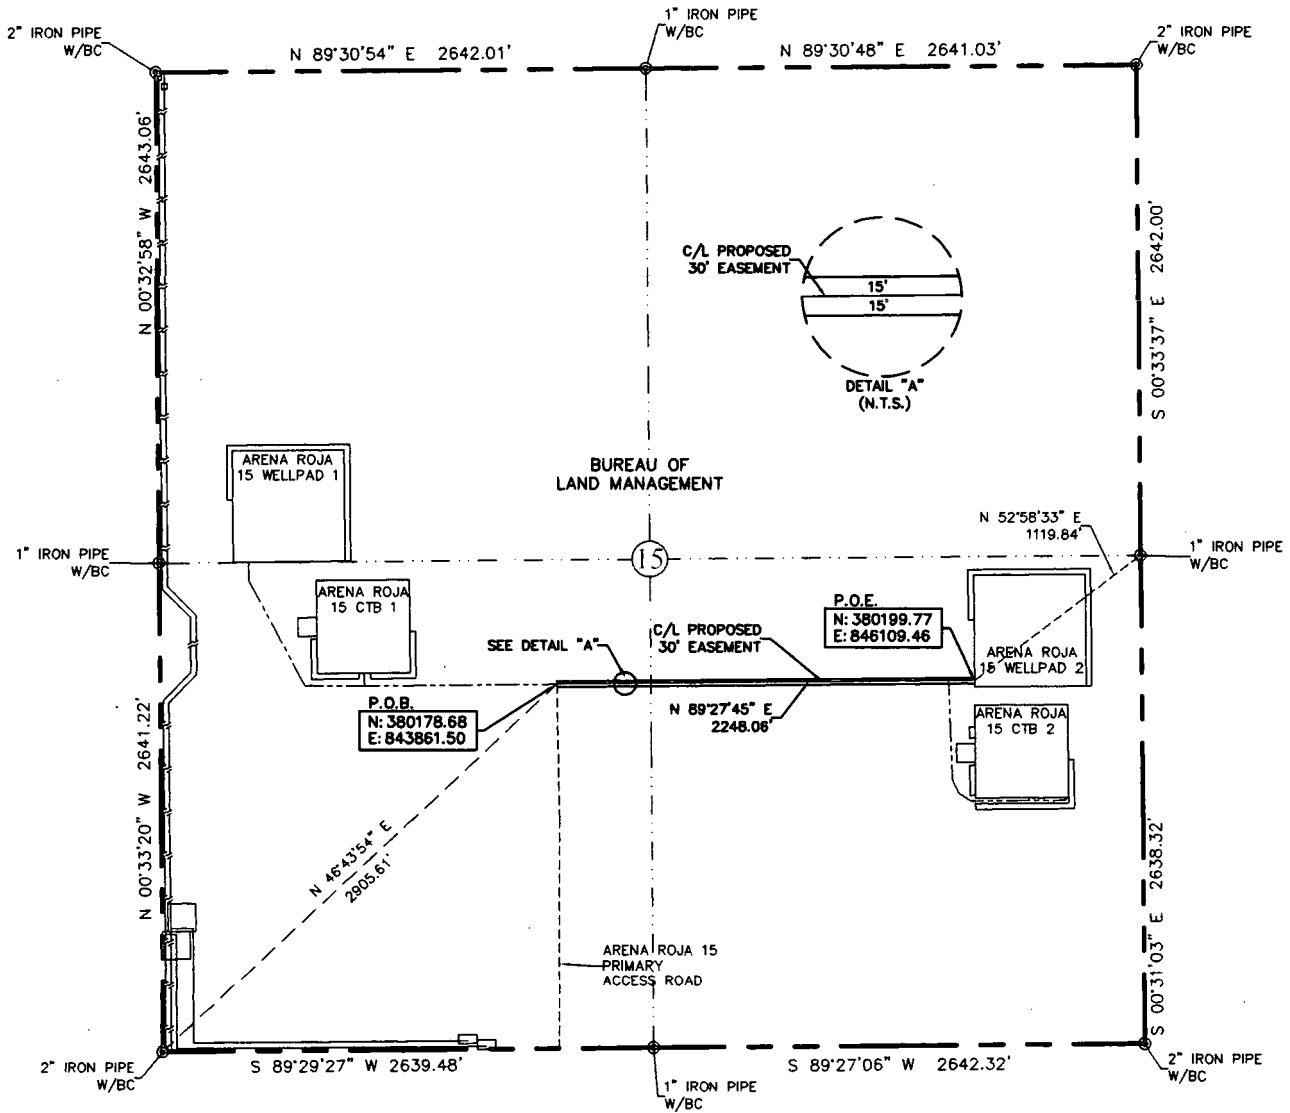 2" IRON PIPE
W/BC
1" IRON PIPE
W/BC
2" IRON PIPE
W/BC
N 89°30'54" E 2642.01'
N 89°30'48" E 2641.03'
N 00°32'58" W 2643.06'
S 00°33'37" E 2642.00'
C/L PROPOSED
30' EASEMENT
15'
15'
DETAIL "A"
(N.T.S.)
ARENA ROJA
15 WELLPAD 1
BUREAU OF
LAND MANAGEMENT
N 52°58'33" E
1119.84'
1" IRON PIPE
W/BC
15
1" IRON PIPE
W/BC
ARENA ROJA
15 CTB 1
P.O.E.
N: 380199.77
E: 846109.46
SEE DETAIL "A"
C/L PROPOSED
30' EASEMENT
ARENA ROJA
15 WELLPAD 2
P.O.B.
N: 380178.68
E: 843861.50
N 89°27'45" E
2248.06'
ARENA ROJA
15 CTB 2
N 00°33'20" W 2641.22'
N 46°43'54" E
2905.61'
S 00°31'03" E 2638.32'
ARENA ROJA 15
PRIMARY
ACCESS ROAD
2" IRON PIPE
W/BC
S 89°29'27" W 2639.48'
1" IRON PIPE
W/BC
S 89°27'06" W 2642.32'
2" IRON PIPE
W/BC